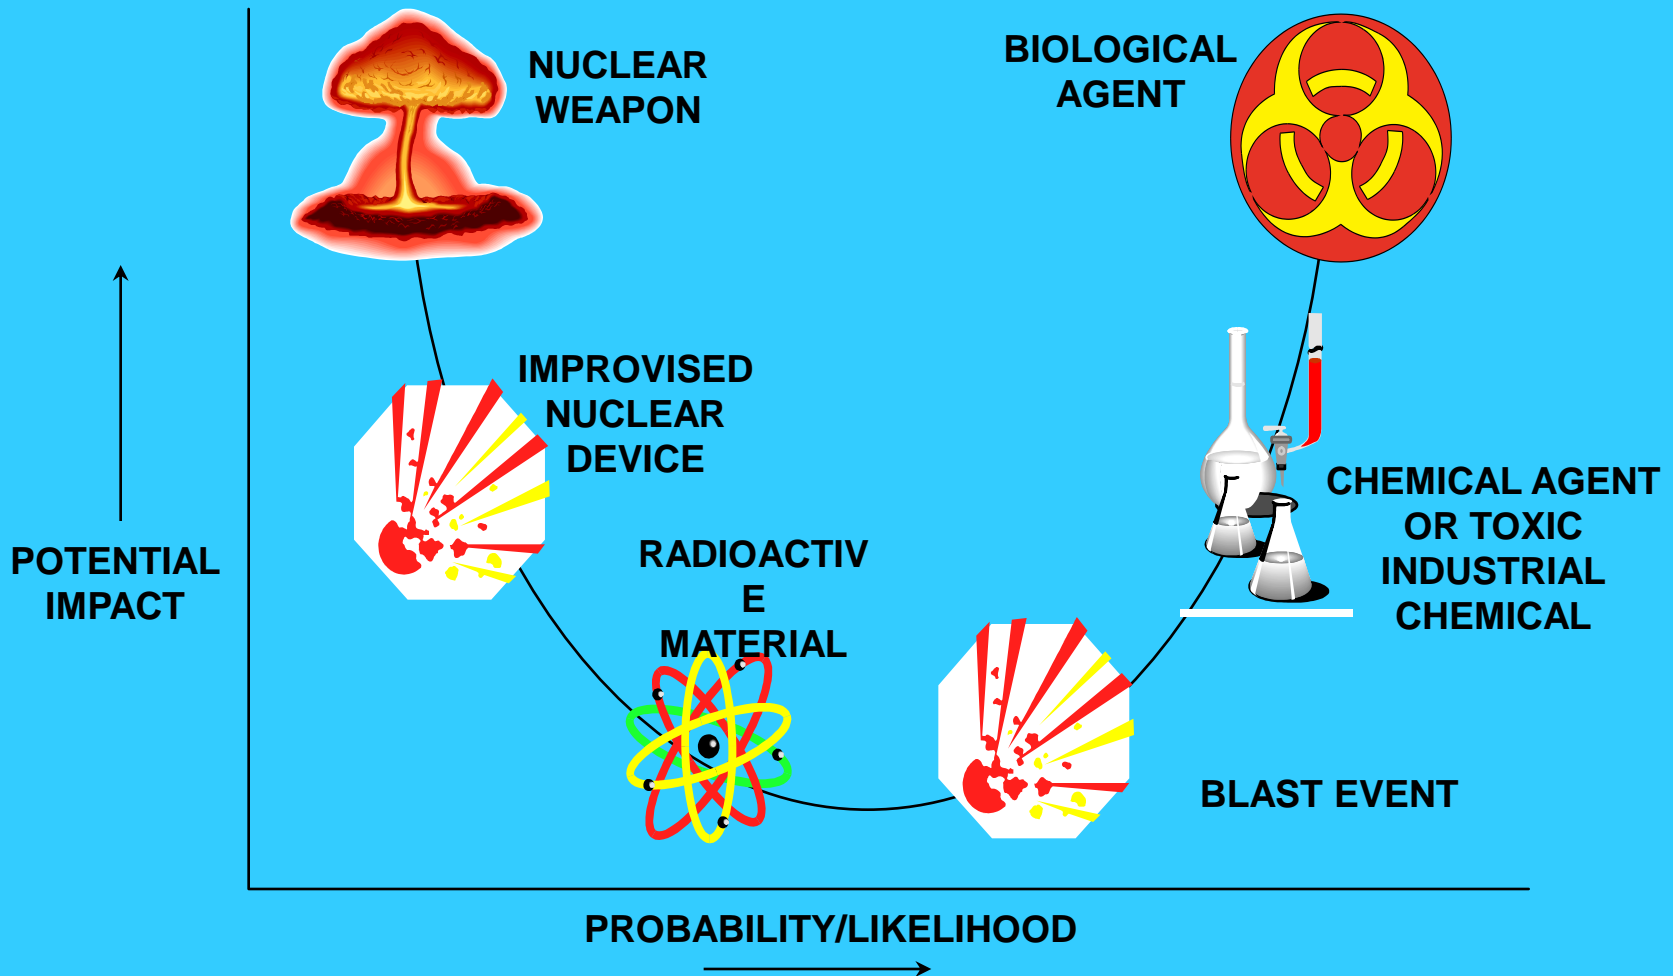 NUCLEAR
WEAPON
BIOLOGICAL
AGENT
IMPROVISED
NUCLEAR
DEVICE
CHEMICAL AGENT
OR TOXIC
INDUSTRIAL
CHEMICAL
POTENTIAL
IMPACT
RADIOACTIV
E
MATERIAL
BLAST EVENT
PROBABILITY/LIKELIHOOD